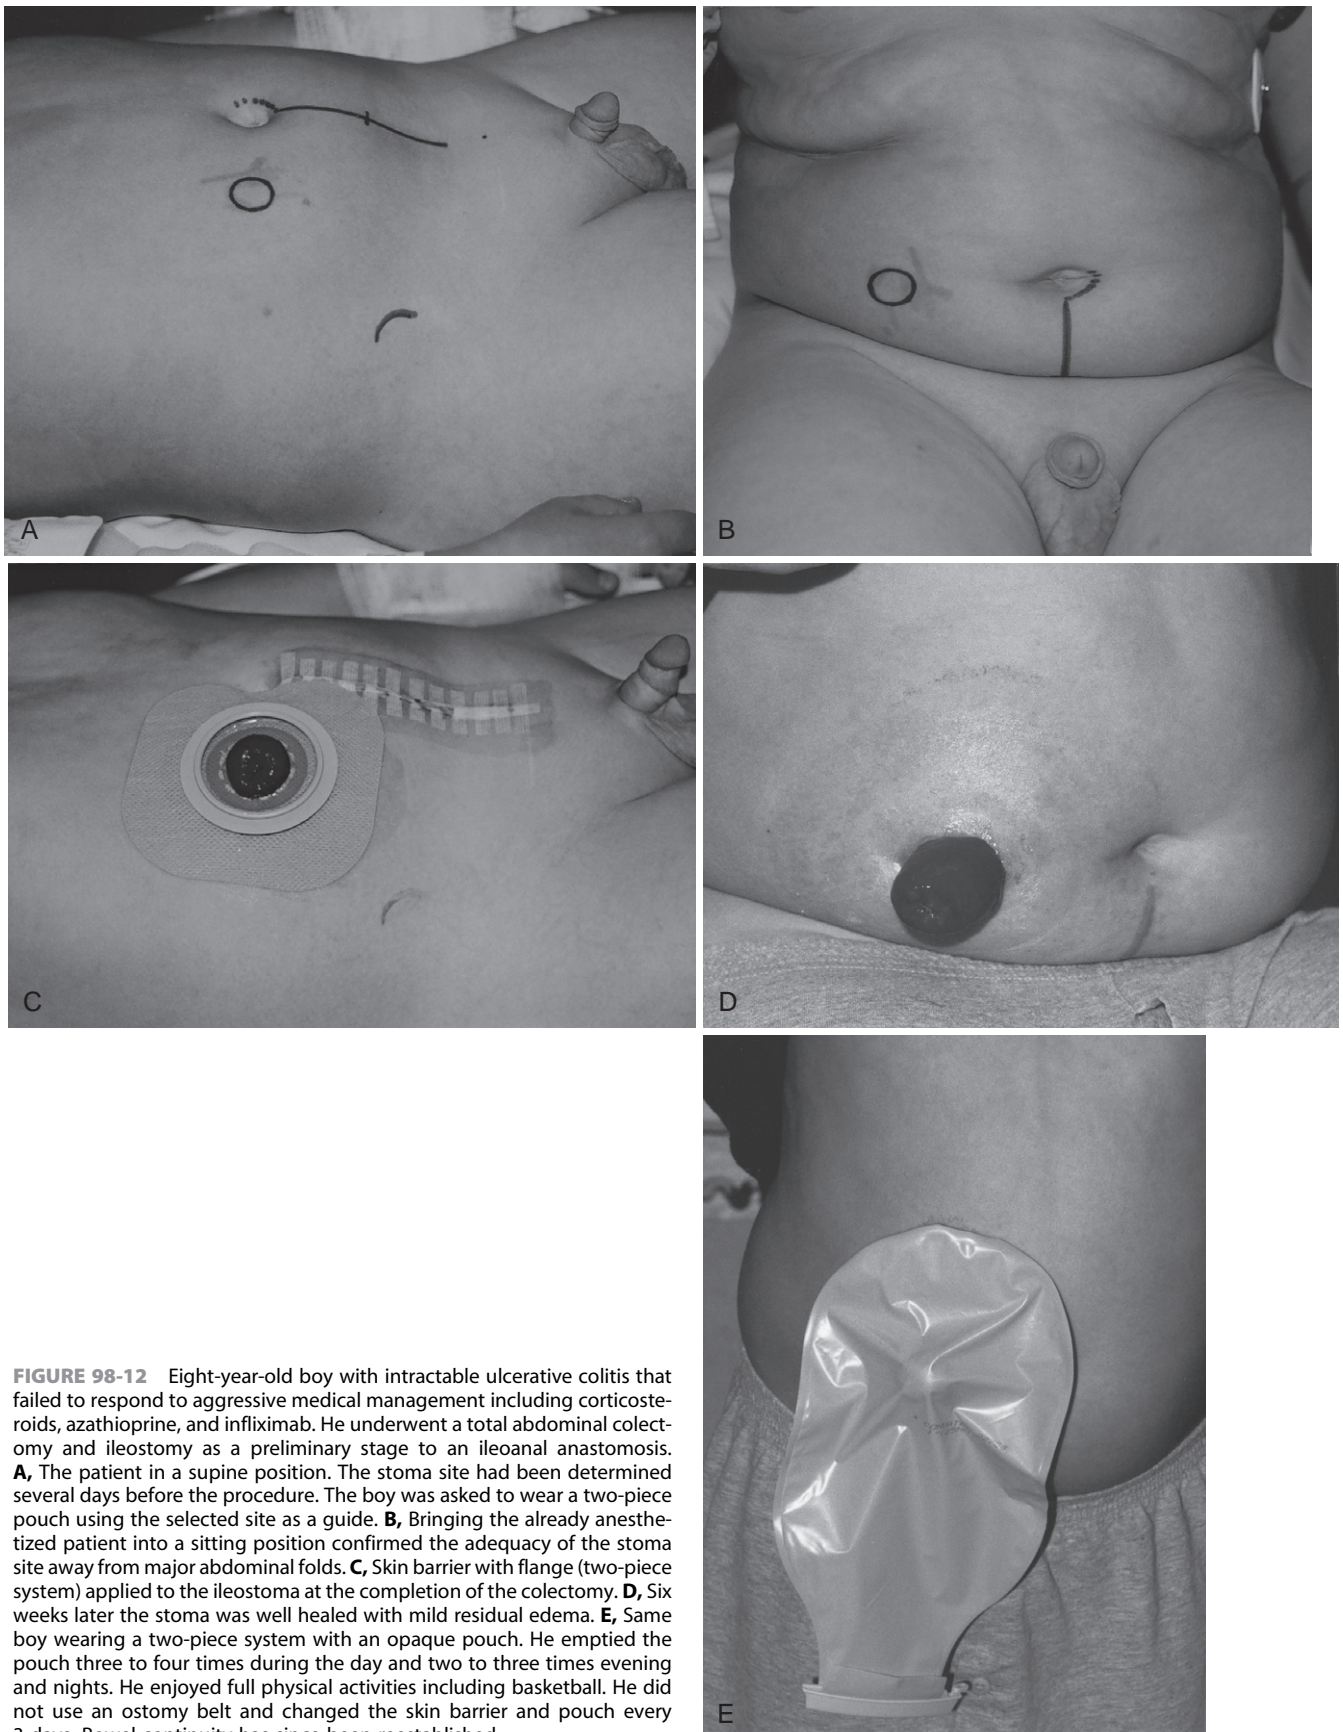 A
B
C
D
E
FIGURE 98-12 Eight-year-old boy with intractable ulcerative colitis that
failed to respond to aggressive medical management including corticoste-
roids, azathioprine, and infliximab. He underwent a total abdominal colect-
omy and ileostomy as a preliminary stage to an ileoanal anastomosis.
A, The patient in a supine position. The stoma site had been determined
several days before the procedure. The boy was asked to wear a two-piece
pouch using the selected site as a guide. B, Bringing the already anesthe-
tized patient into a sitting position confirmed the adequacy of the stoma
site away from major abdominal folds. C, Skin barrier with flange (two-piece
system) applied to the ileostoma at the completion of the colectomy. D, Six
weeks later the stoma was well healed with mild residual edema. E, Same
boy wearing a two-piece system with an opaque pouch. He emptied the
pouch three to four times during the day and two to three times evening
and nights. He enjoyed full physical activities including basketball. He did
not use an ostomy belt and changed the skin barrier and pouch every
3 days. Bowel continuity has since been reestablished.